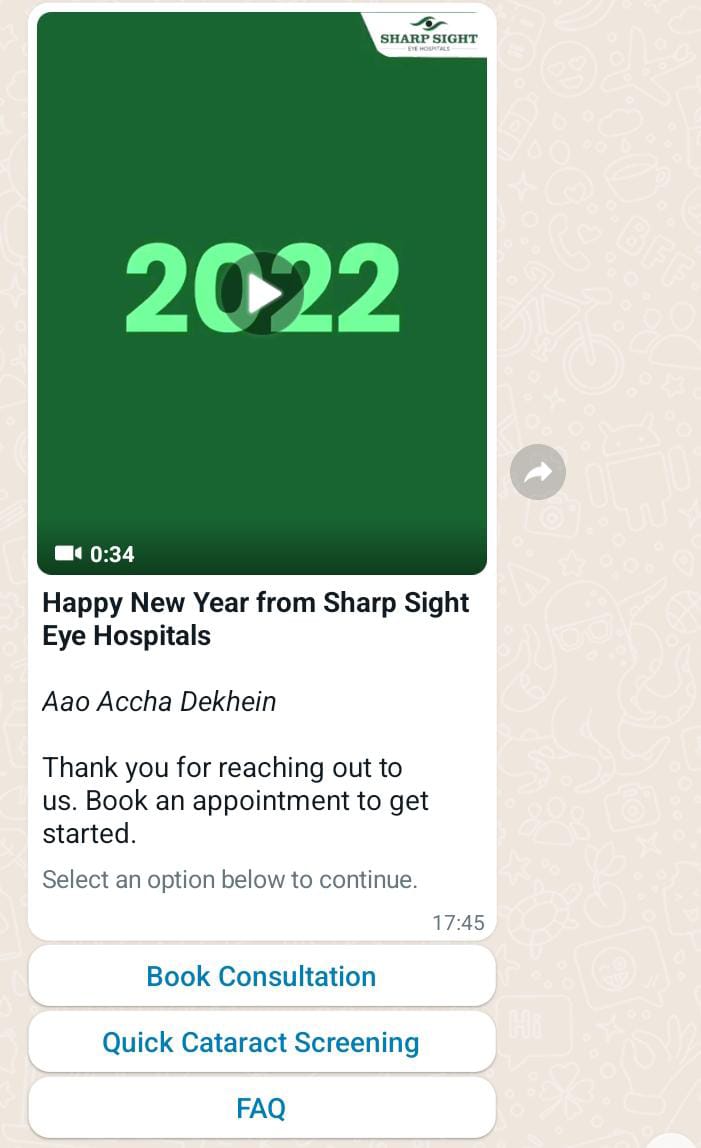 SHARP SIGHT
EYE HOSPITALS
2022
0:34
Happy New Year from Sharp Sight
Eye Hospitals
Aao Accha Dekhein
Thank you for reaching out to
us. Book an appointment to get
started.
Select an option below to continue.
17:45
Book Consultation
Quick Cataract Screening
FAQ
Hi